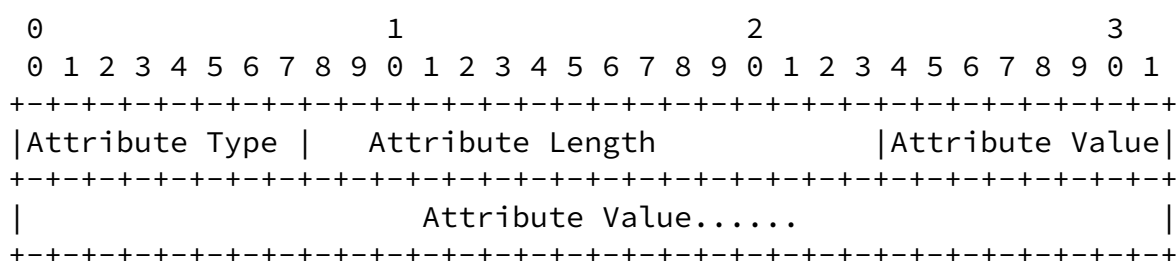 0                   1                   2                   3
 0 1 2 3 4 5 6 7 8 9 0 1 2 3 4 5 6 7 8 9 0 1 2 3 4 5 6 7 8 9 0 1
+-+-+-+-+-+-+-+-+-+-+-+-+-+-+-+-+-+-+-+-+-+-+-+-+-+-+-+-+-+-+-+-+
|Attribute Type |   Attribute Length            |Attribute Value|
+-+-+-+-+-+-+-+-+-+-+-+-+-+-+-+-+-+-+-+-+-+-+-+-+-+-+-+-+-+-+-+-+
|                      Attribute Value......                    |
+-+-+-+-+-+-+-+-+-+-+-+-+-+-+-+-+-+-+-+-+-+-+-+-+-+-+-+-+-+-+-+-+